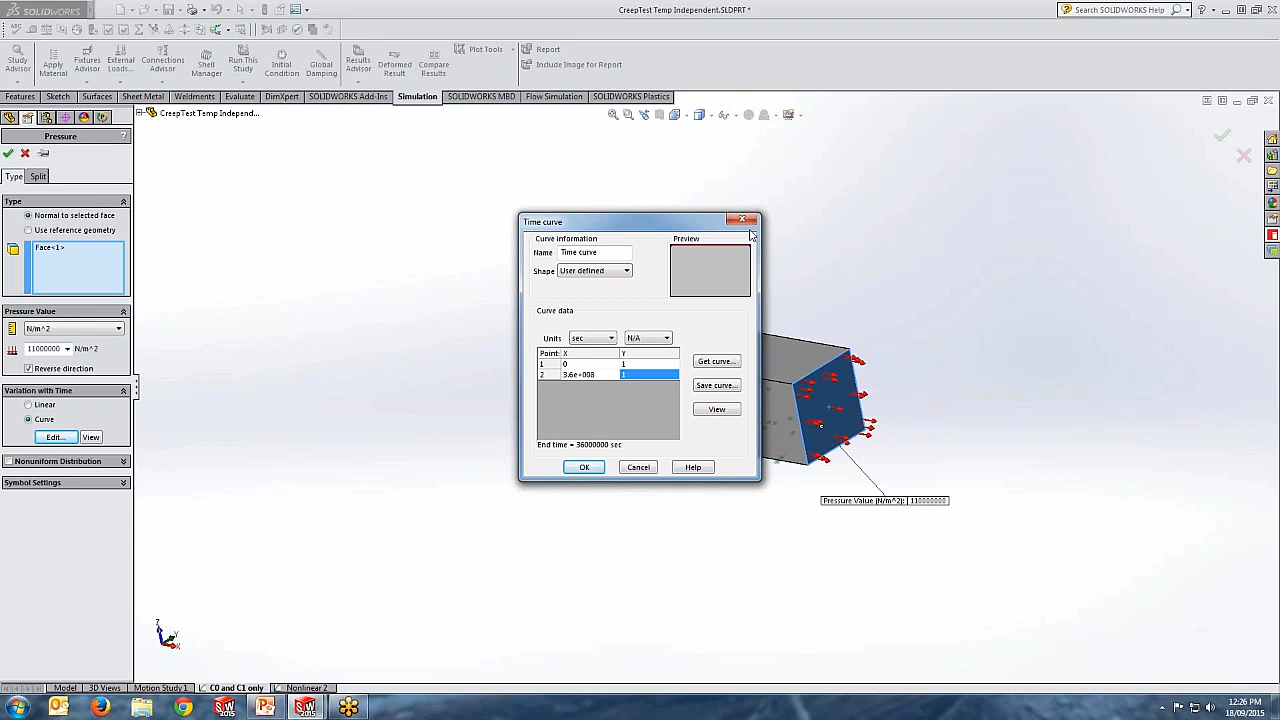 SOLIDWORKS
CreepTest Temp Independent.SLDPRT *
Search SOLIDWORKS Help
Study Advisor
Apply Material
Fixtures Advisor
External Loads...
Connections Advisor
Shell Manager
Run This Study
Initial Condition
Global Damping
Results Advisor
Deformed Result
Compare Results
Plot Tools
Report
Include Image for Report
Features
Sketch
Surfaces
Sheet Metal
Weldments
Evaluate
DimXpert
SOLIDWORKS Add-Ins
Simulation
SOLIDWORKS MBD
Flow Simulation
SOLIDWORKS Plastics
CreepTest Temp Independ...
Pressure
?
Type
Split
Type
Normal to selected face
Use reference geometry
Face<1>
Pressure Value
N/m^2
11000000
N/m^2
Reverse direction
Variation with Time
Linear
Curve
Edit...
View
Nonuniform Distribution
Symbol Settings
Time curve
Curve information
Preview
Name
Time curve
Shape
User defined
Curve data
Units
sec
N/A
Point:
X
Y
1
0
1
2
3.6e+008
1
Get curve...
Save curve...
View
End time = 36000000 sec
OK
Cancel
Help
Pressure Value (N/m^2): 110000000
Z
Y
X
Model
3D Views
Motion Study 1
C0 and C1 only
Nonlinear 2
2015
2015
12:26 PM
18/09/2015